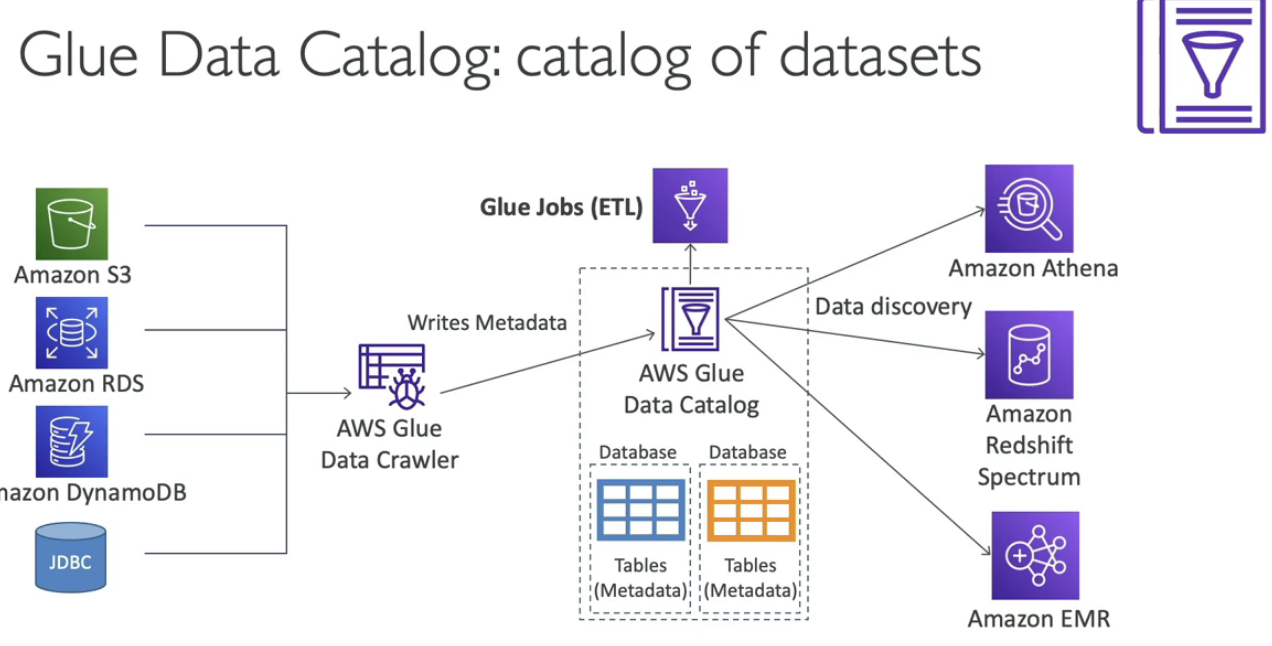 Glue Data Catalog: catalog of datasets
Glue Jobs (ETL)
Amazon S3
Amazon RDS
mazon DynamoDB
JDBC
AWS Glue
Data Crawler
Writes Metadata
AWS Glue
Data Catalog
Database
Tables
(Metadata)
Database
Tables
(Metadata)
Data discovery
Amazon Athena
Amazon
Redshift
Spectrum
Amazon EMR